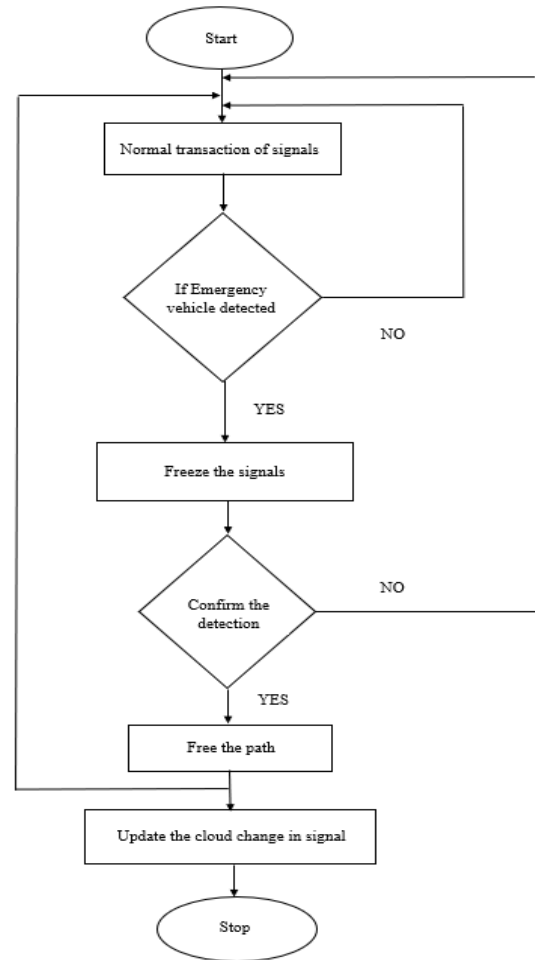 Start
Normal transaction of signals
If Emergency
vehicle detected
NO
YES
Freeze the signals
Confirm the
detection
NO
YES
Free the path
Update the cloud change in signal
Stop